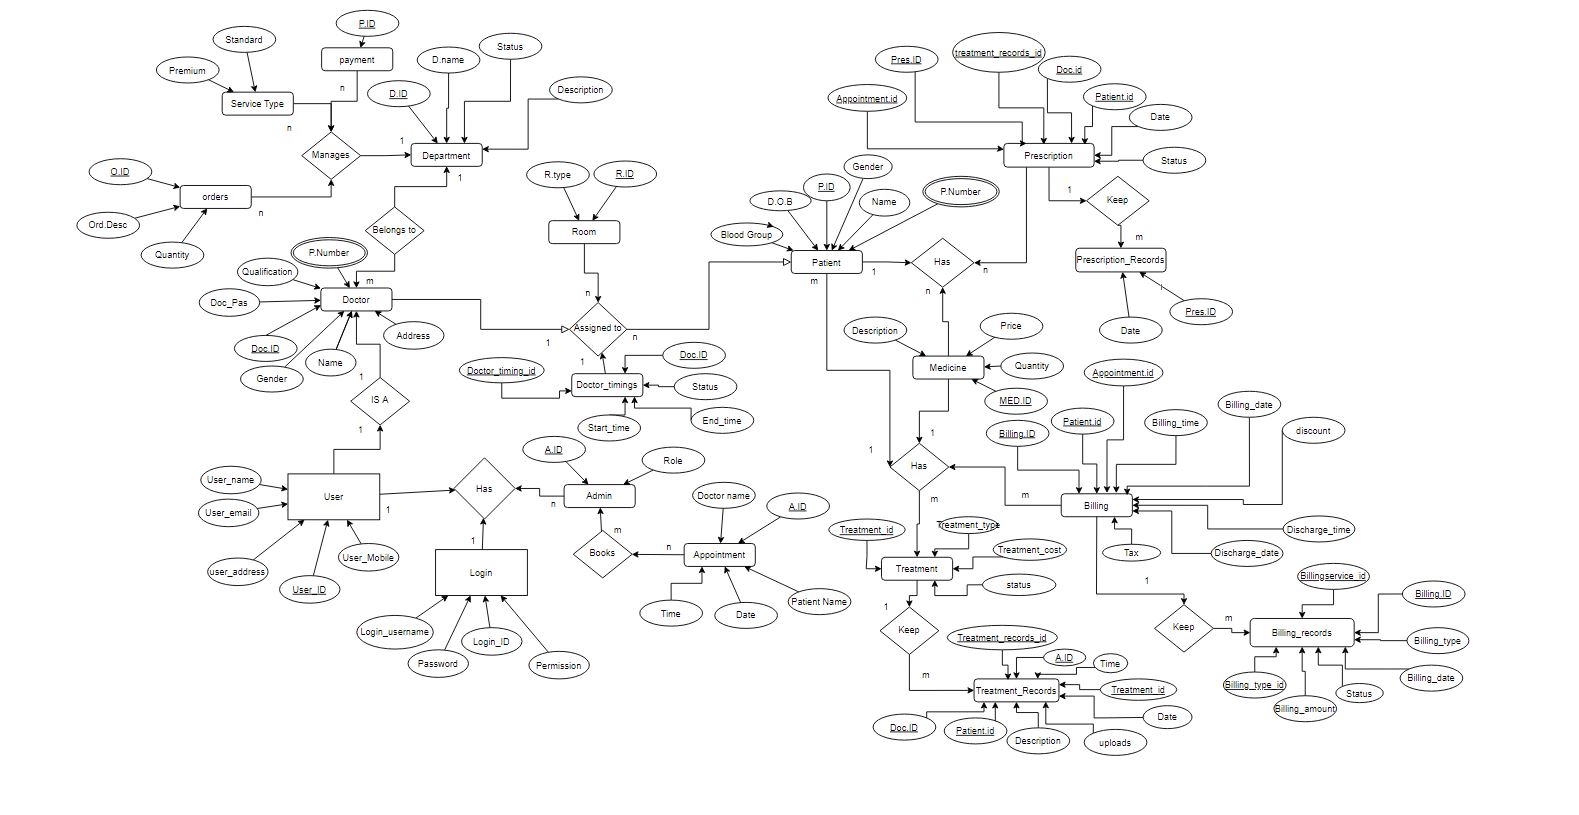 P.ID
Standard
payment
Premium
D.name
Status
n
D.ID
Description
Service Type
n
1
Manages
Department
1
O.ID
orders
n
Ord.Desc
Quantity
Belongs to
R.type
R.ID
Room
P.Number
Qualification
m
Doc_Pas
Doctor
Doc.ID
Name
Address
Gender
n
Assigned to
1
n
1
Doctor_timing_id
Doctor_timings
Doc.ID
Status
Start_time
End_time
1
IS A
1
User_name
User
1
User_email
user_address
User_ID
User_Mobile
Has
1
A.ID
Role
Admin
n
m
Books
n
Doctor name
A.ID
Appointment
Time
Date
Patient Name
Login
Login_username
Password
Login_ID
Permission
Pres.ID
treatment_records_id
Doc.id
Appointment.id
Patient.id
Date
Prescription
Status
1
Keep
m
Prescription_Records
Date
Pres.ID
Gender
P.ID
D.O.B
Name
P.Number
Blood Group
Patient
m
1
Has
n
n
Description
Price
Medicine
Quantity
MED.ID
1
1
Has
m
m
Billing.ID
Patient.id
Appointment.id
Billing_time
Billing_date
discount
Billing
Discharge_time
Tax
Discharge_date
1
Treatment_id
Treatment_type
Treatment_cost
Treatment
status
1
Keep
m
Treatment_records_id
A.ID
Time
Treatment_Records
Treatment_id
Date
Doc.ID
Patient.id
Description
uploads
Keep
m
Billingservice_id
Billing.ID
Billing_records
Billing_type
Billing_type_id
Billing_amount
Status
Billing_date